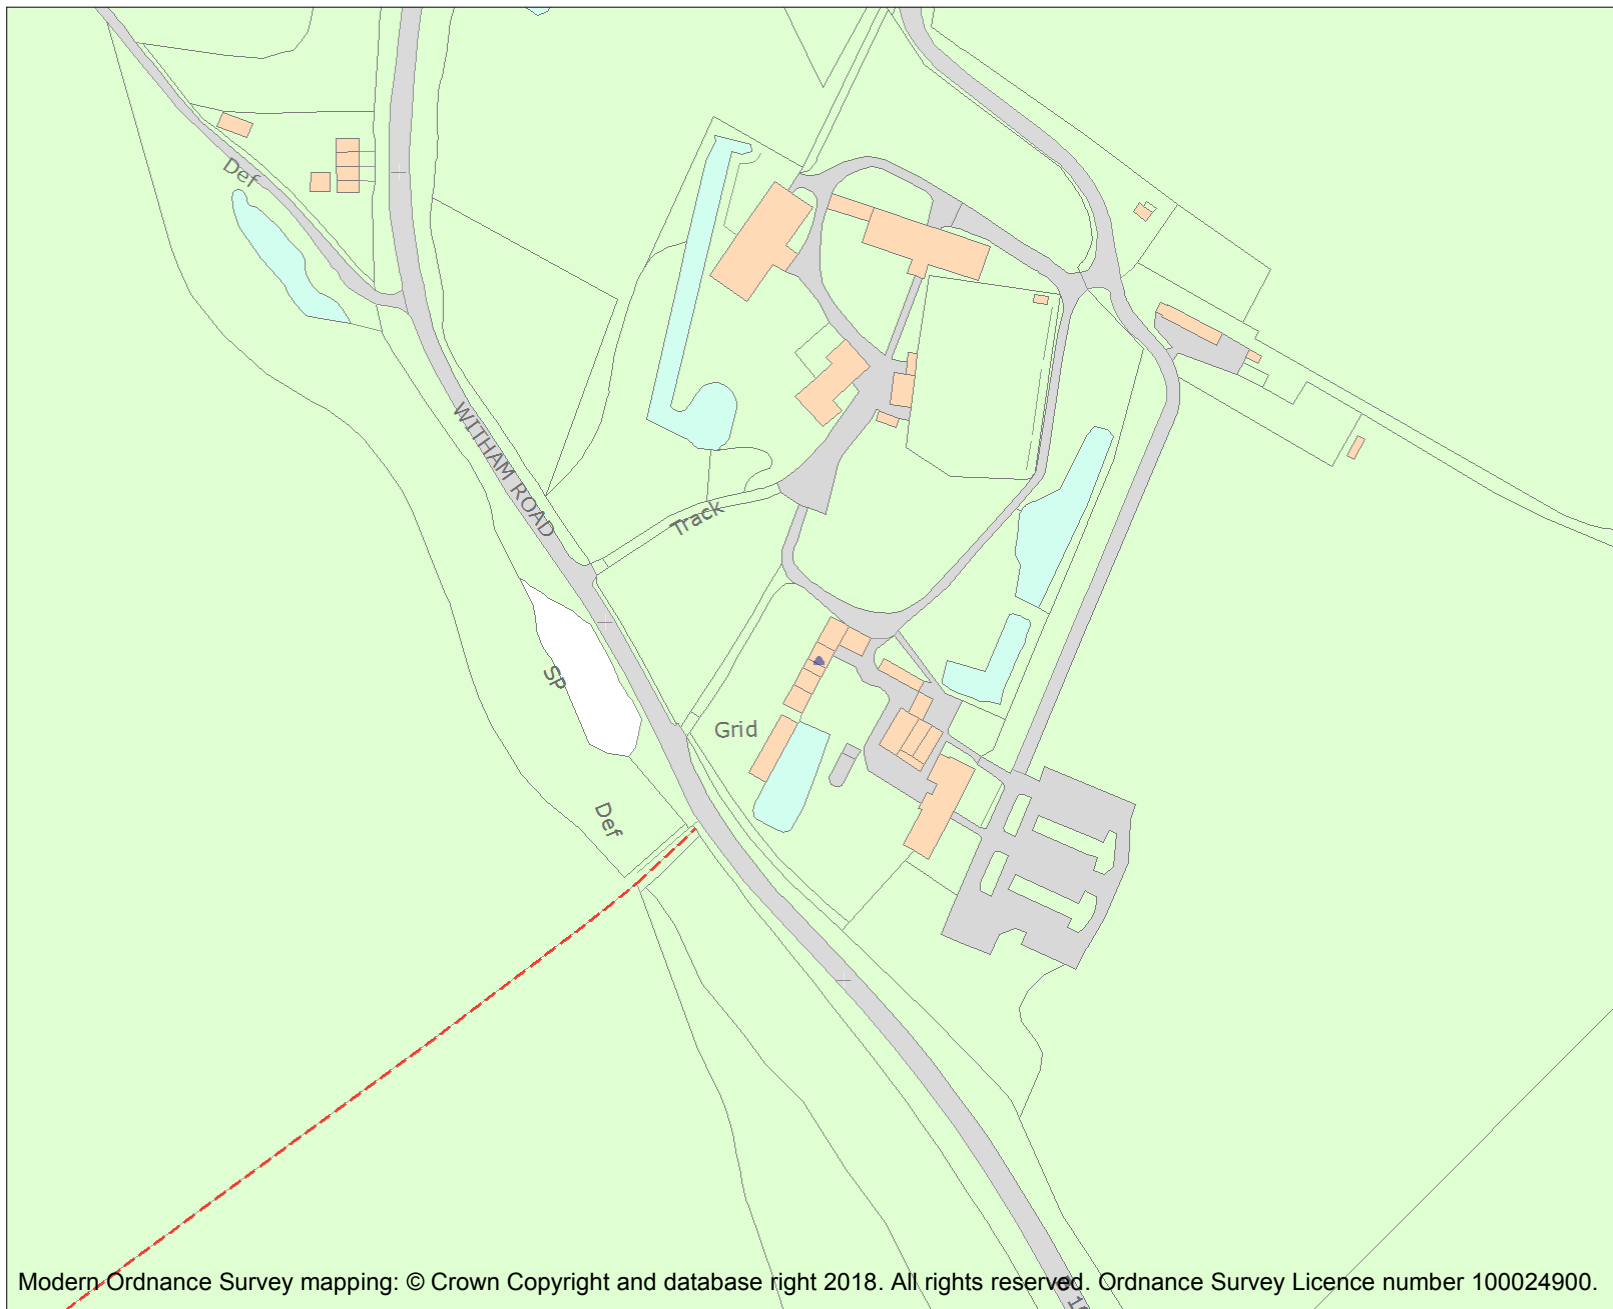 Def
WITHAM ROAD
Track
SP
Grid
Def
Modern Ordnance Survey mapping: © Crown Copyright and database right 2018. All rights reserved. Ordnance Survey Licence number 100024900.